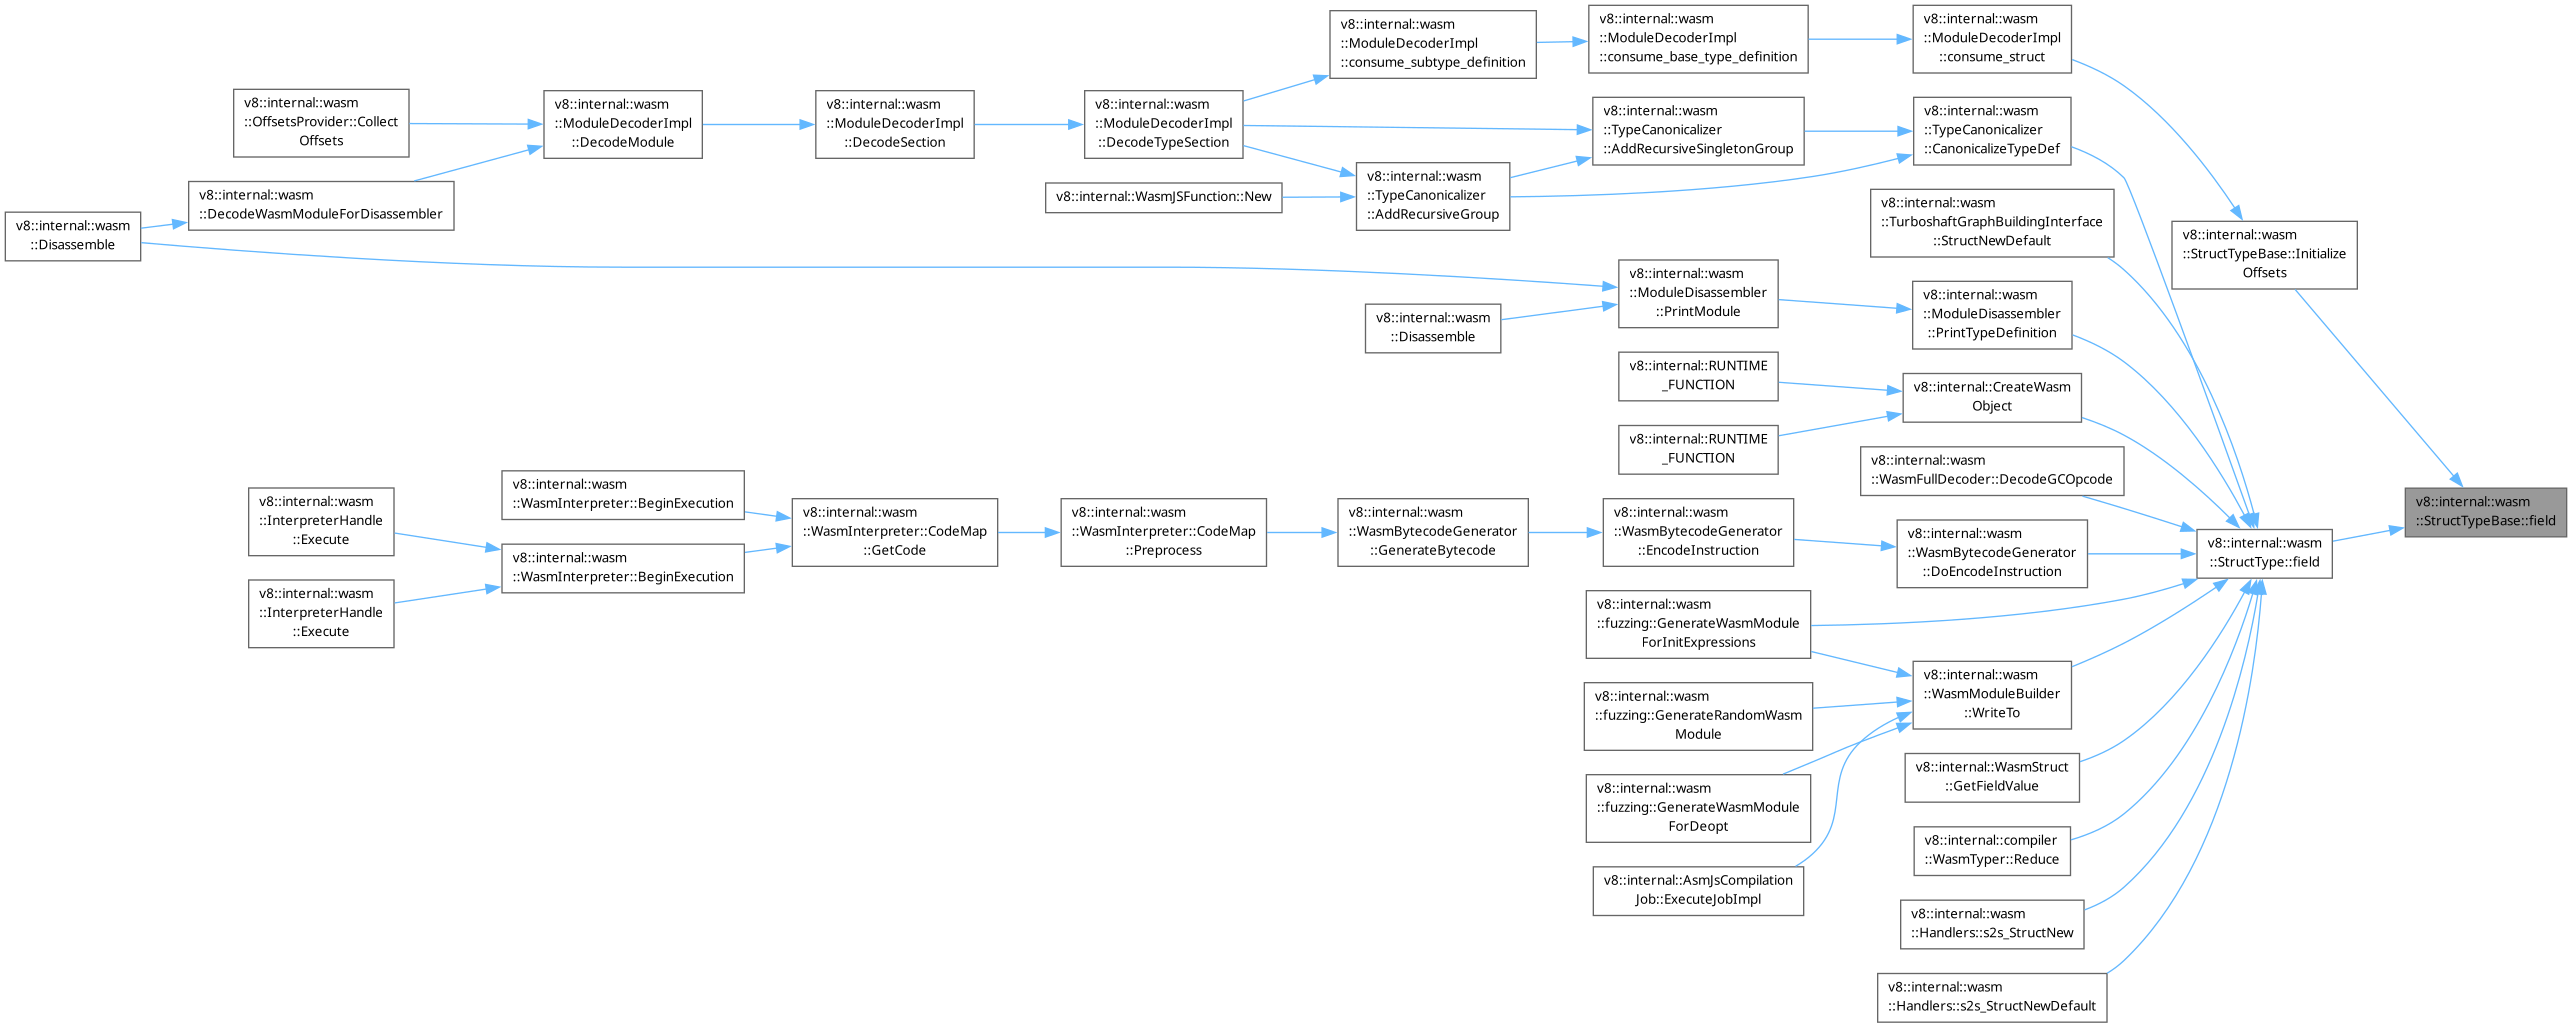 v8::internal::wasm
::ModuleDecoderImpl
::consume_subtype_definition
v8::internal::wasm
::ModuleDecoderImpl
::consume_base_type_definition
v8::internal::wasm
::ModuleDecoderImpl
::consume_struct
v8::internal::wasm
::OffsetsProvider::Collect
Offsets
v8::internal::wasm
::ModuleDecoderImpl
::DecodeModule
v8::internal::wasm
::ModuleDecoderImpl
::DecodeSection
v8::internal::wasm
::ModuleDecoderImpl
::DecodeTypeSection
v8::internal::wasm
::TypeCanonicalizer
::AddRecursiveSingletonGroup
v8::internal::wasm
::TypeCanonicalizer
::CanonicalizeTypeDef
v8::internal::wasm
::DecodeWasmModuleForDisassembler
v8::internal::WasmJSFunction::New
v8::internal::wasm
::TypeCanonicalizer
::AddRecursiveGroup
v8::internal::wasm
::TurboshaftGraphBuildingInterface
::StructNewDefault
v8::internal::wasm
::Disassemble
v8::internal::wasm
::StructTypeBase::Initialize
Offsets
v8::internal::wasm
::ModuleDisassembler
::PrintModule
v8::internal::wasm
::ModuleDisassembler
::PrintTypeDefinition
v8::internal::wasm
::Disassemble
v8::internal::RUNTIME
_FUNCTION
v8::internal::CreateWasm
Object
v8::internal::RUNTIME
_FUNCTION
v8::internal::wasm
::WasmFullDecoder::DecodeGCOpcode
v8::internal::wasm
::InterpreterHandle
::Execute
v8::internal::wasm
::WasmInterpreter::BeginExecution
v8::internal::wasm
::WasmInterpreter::CodeMap
::GetCode
v8::internal::wasm
::WasmInterpreter::CodeMap
::Preprocess
v8::internal::wasm
::WasmBytecodeGenerator
::GenerateBytecode
v8::internal::wasm
::WasmBytecodeGenerator
::EncodeInstruction
v8::internal::wasm
::WasmBytecodeGenerator
::DoEncodeInstruction
v8::internal::wasm
::StructType::field
v8::internal::wasm
::StructTypeBase::field
v8::internal::wasm
::WasmInterpreter::BeginExecution
v8::internal::wasm
::InterpreterHandle
::Execute
v8::internal::wasm
::fuzzing::GenerateWasmModule
ForInitExpressions
v8::internal::wasm
::WasmModuleBuilder
::WriteTo
v8::internal::wasm
::fuzzing::GenerateRandomWasm
Module
v8::internal::WasmStruct
::GetFieldValue
v8::internal::wasm
::fuzzing::GenerateWasmModule
ForDeopt
v8::internal::compiler
::WasmTyper::Reduce
v8::internal::AsmJsCompilation
Job::ExecuteJobImpl
v8::internal::wasm
::Handlers::s2s_StructNew
v8::internal::wasm
::Handlers::s2s_StructNewDefault